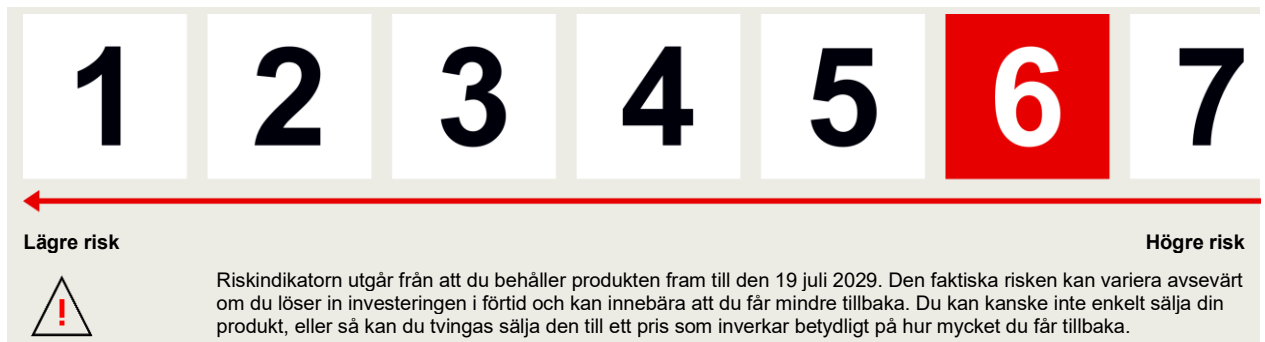 1 2 3 4 5 6 7
Lägre risk Högre risk
!
Riskindikatorn utgår från att du behåller produkten fram till den 19 juli 2029. Den faktiska risken kan variera avsevärt
om du löser in investeringen i förtid och kan innebära att du får mindre tillbaka. Du kan kanske inte enkelt sälja din
produkt, eller så kan du tvingas sälja den till ett pris som inverkar betydligt på hur mycket du får tillbaka.